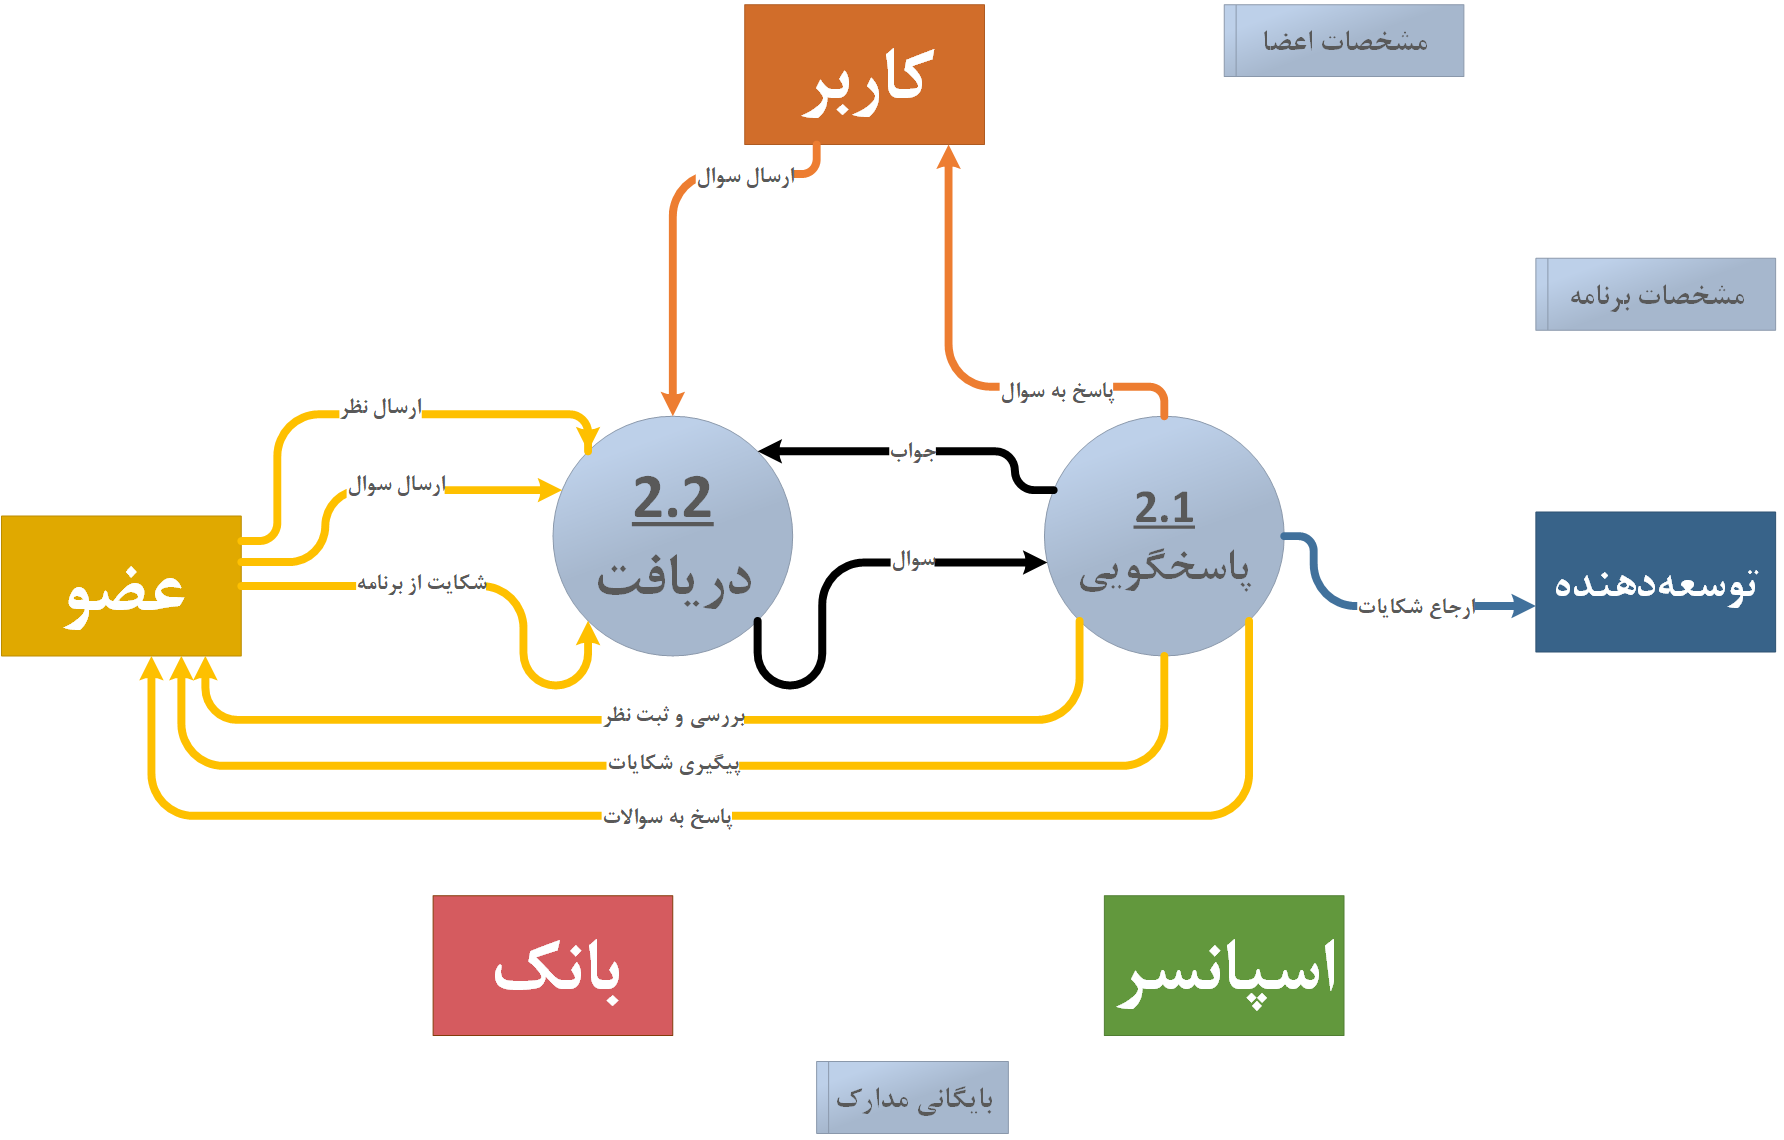 کاربر
مشخصات اعضا
ارسال سوال
مشخصات برنامه
پاسخ به سوال
ارسال نظر
جواب
ارسال سوال
2.2
دریافت
2.1
پاسخگویی
سوال
عضو
شکایت از برنامه
توسعه‌دهنده
ارجاع شکایات
بررسی و ثبت نظر
پیگیری شکایات
پاسخ به سوالات
اسپانسر
بانک
بایگانی مدارک